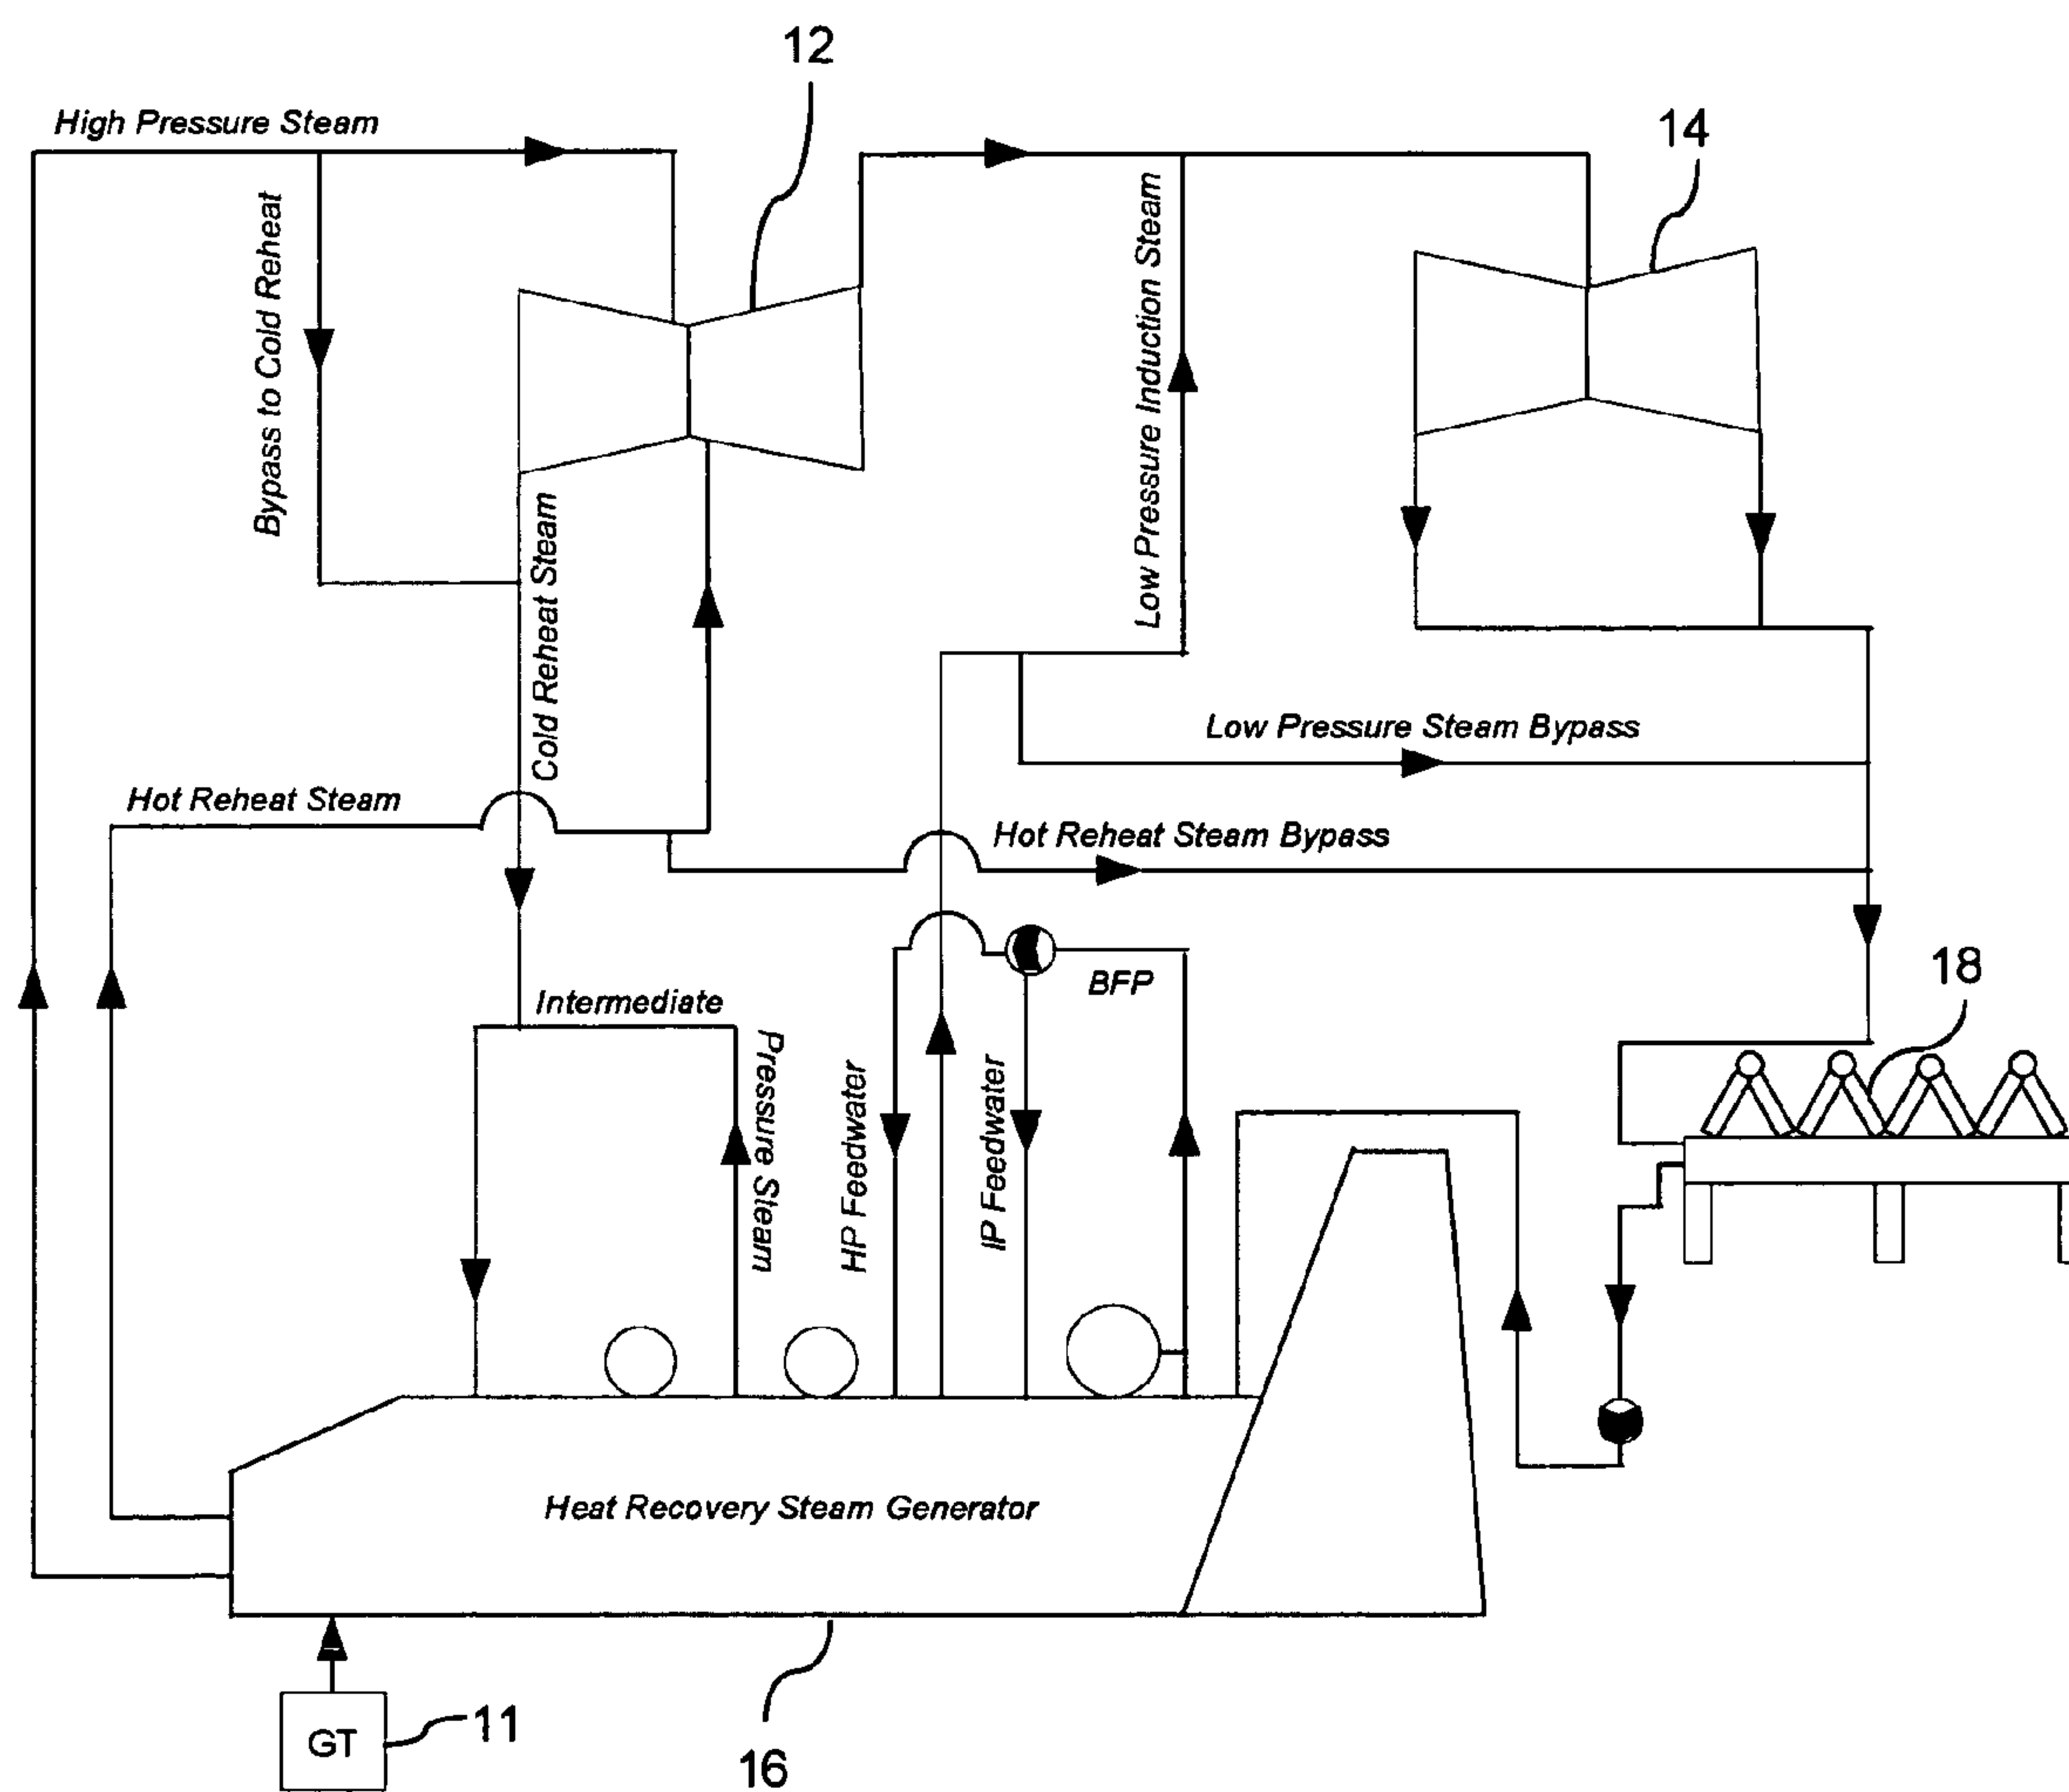 12
High Pressure Steam
14
Bypass to Cold Reheat
Low Pressure Induction Steam
Cold Reheat Steam
Low Pressure Steam Bypass
Hot Reheat Steam
Hot Reheat Steam Bypass
18
BFP
Intermediate
Pressure Steam
HP Feedwater
IP Feedwater
Heat Recovery Steam Generator
11
GT
16